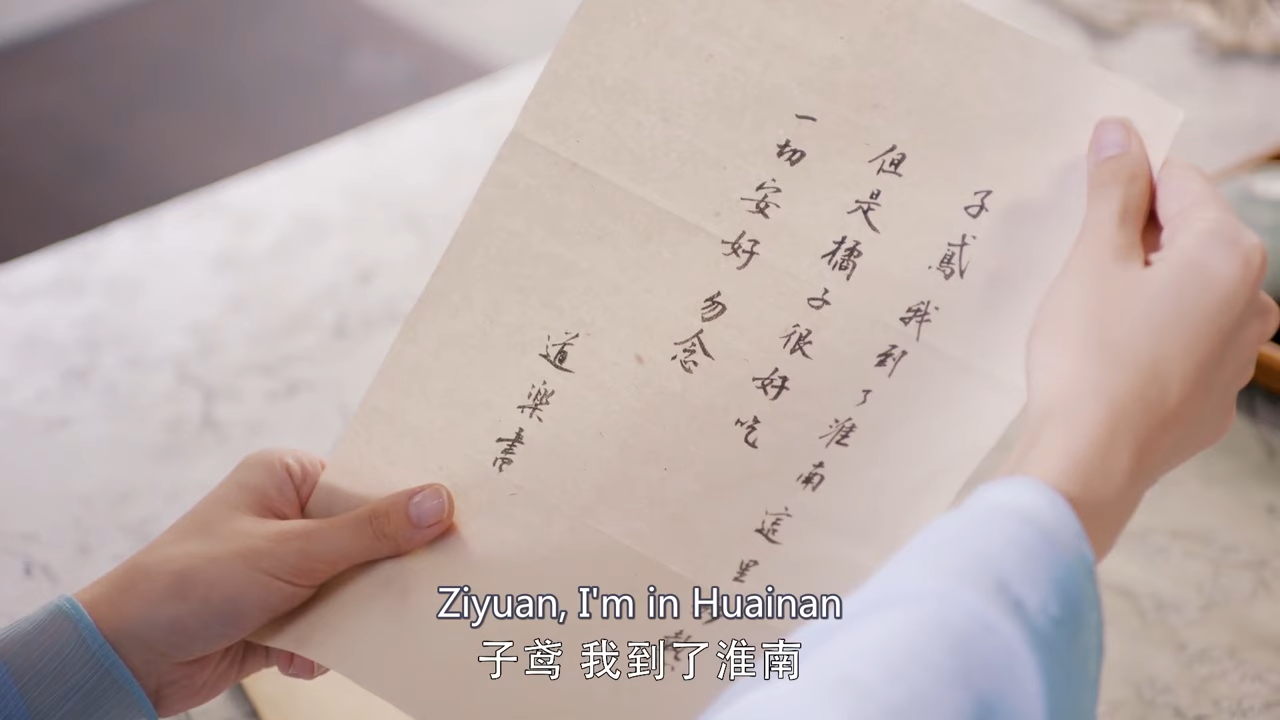 子鳶我到了淮南這里
但是橘子很好吃
一切安好 勿念
道樂書
Ziyuan, I'm in Huainan
子鸢 我到了淮南